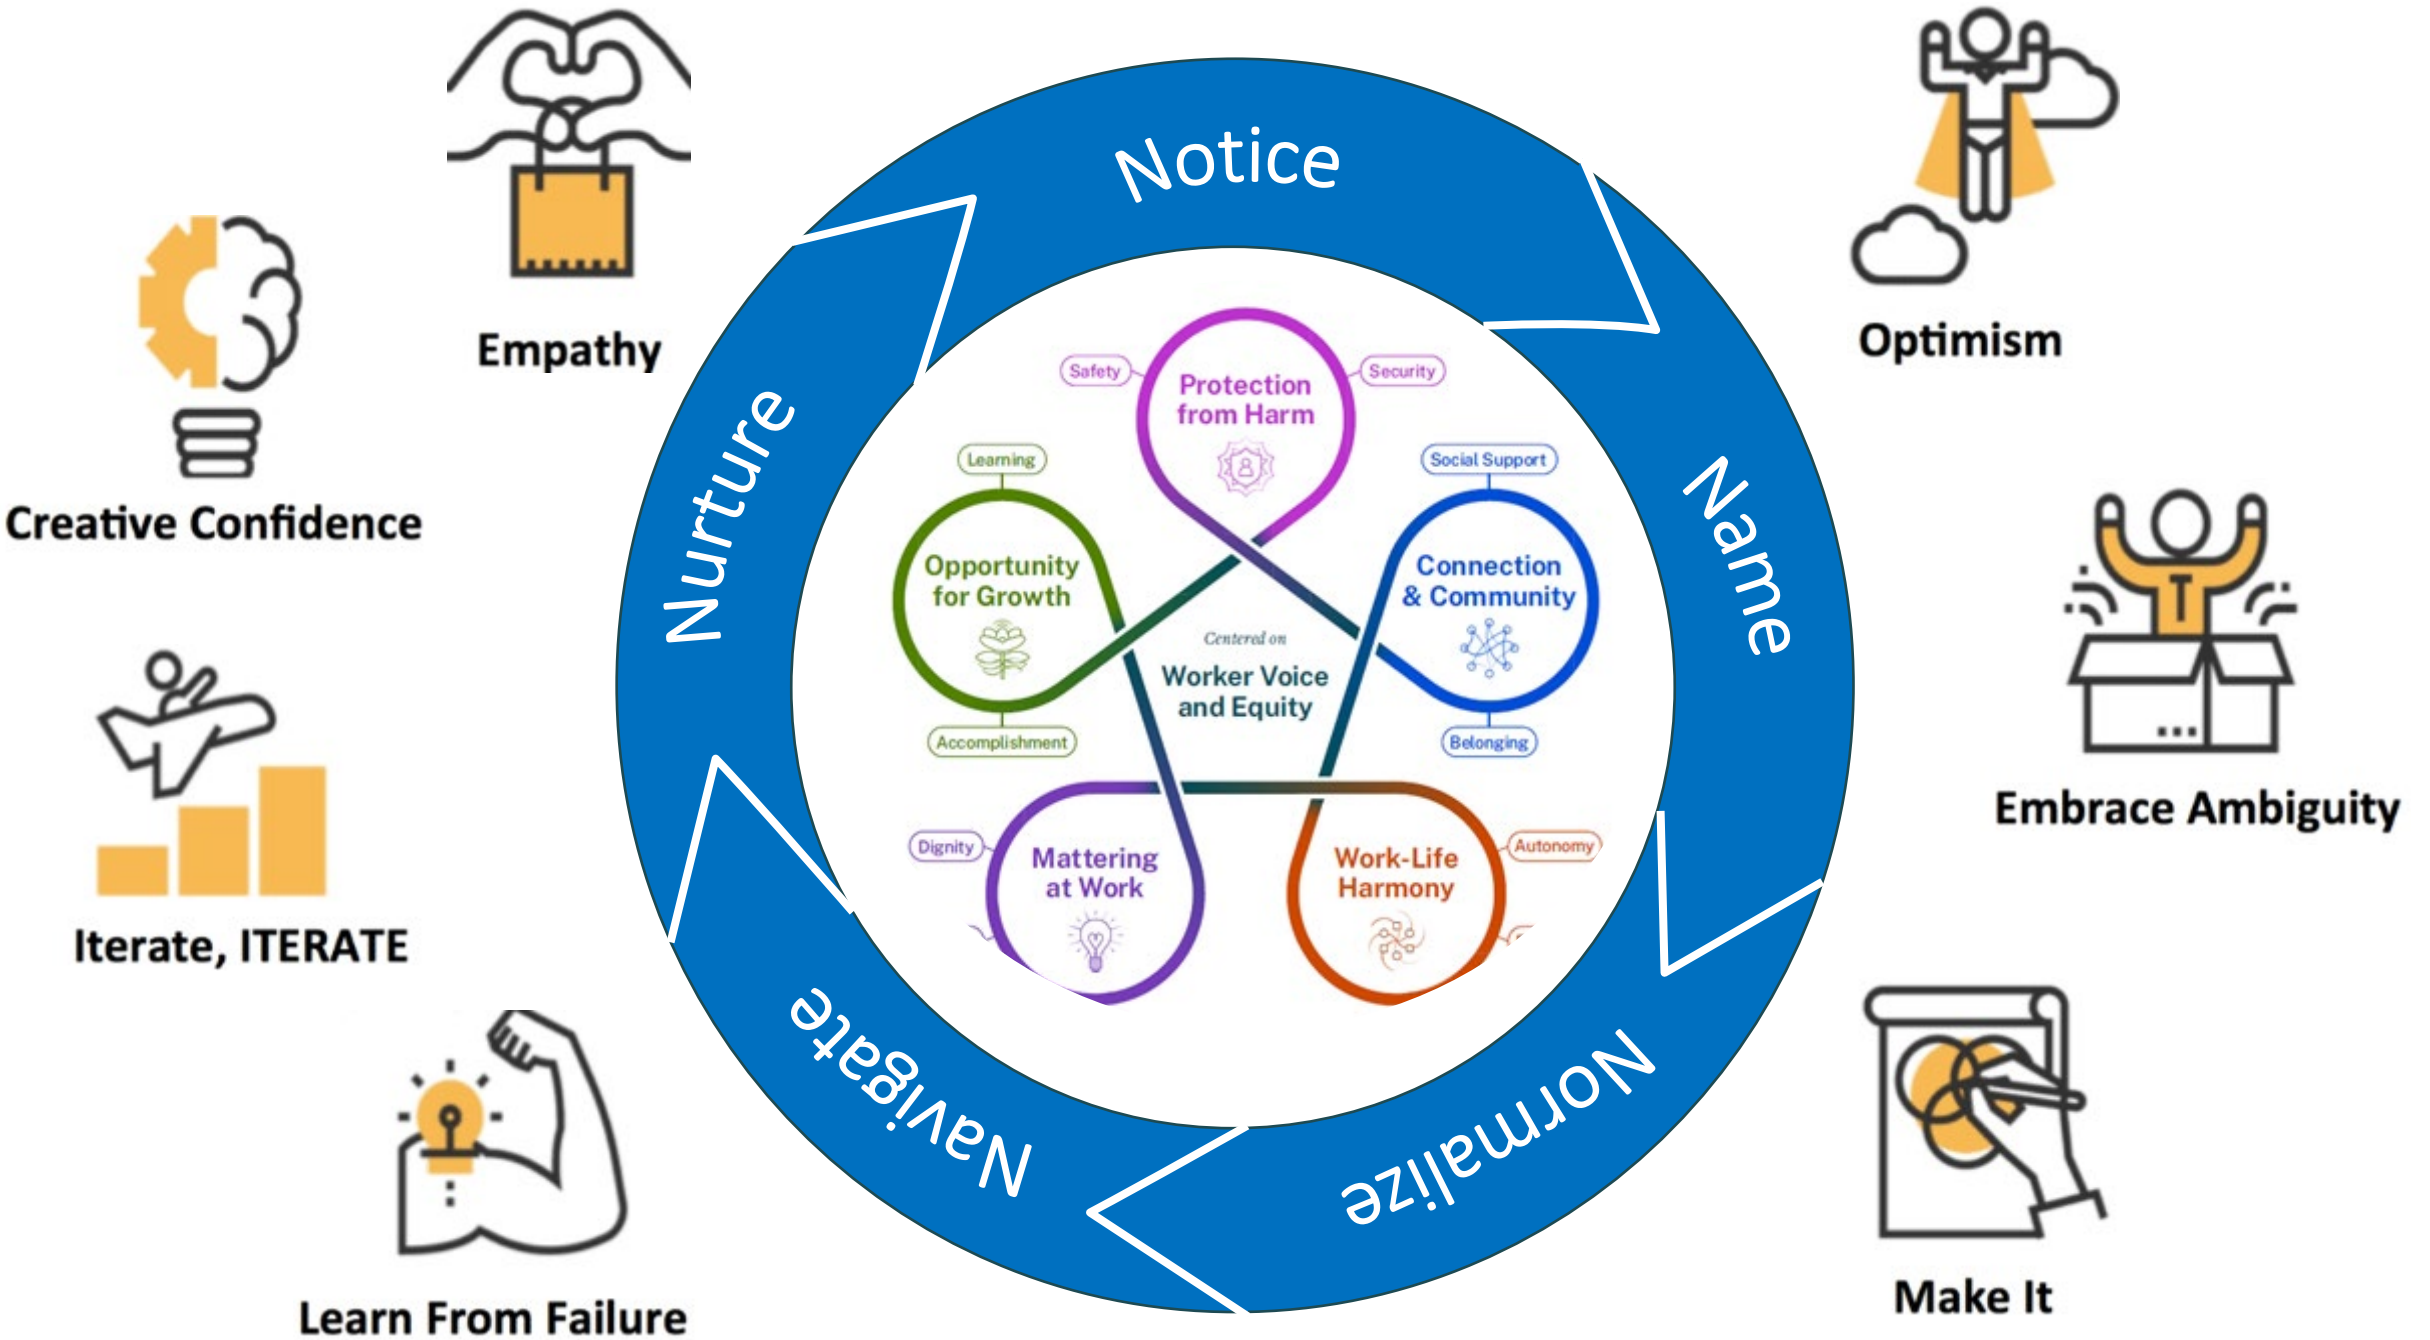 Notice
Name
Normalize
Navigate
Nurture
Empathy
Creative Confidence
Iterate, ITERATE
Learn From Failure
Optimism
Embrace Ambiguity
Make It
Safety
Protection
from Harm
Security
Learning
Opportunity
for Growth
Accomplishment
Social Support
Connection
& Community
Belonging
Centered on
Worker Voice
and Equity
Dignity
Mattering
at Work
Work-Life
Harmony
Autonomy
T